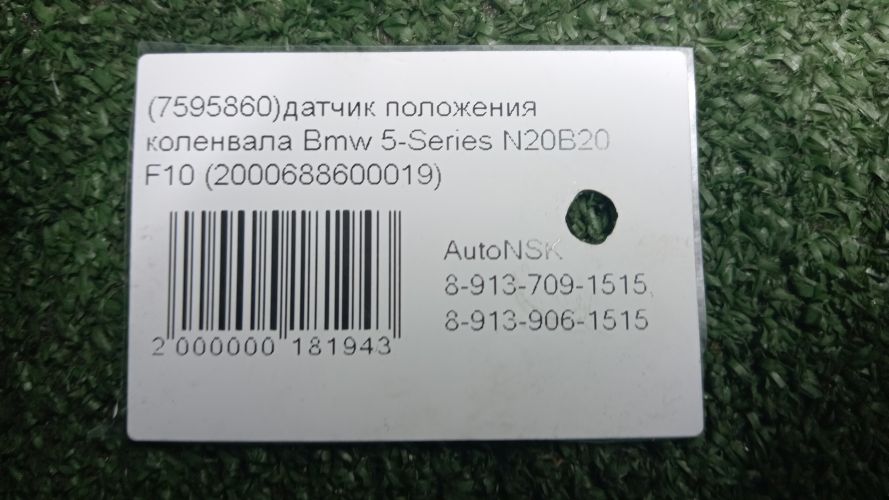 (7595860)датчик положения
коленвала Bmw 5-Series N20B20
F10 (2000688600019)
AutoNSK
8-913-709-1515,
8-913-906-1515
2 000000 181943